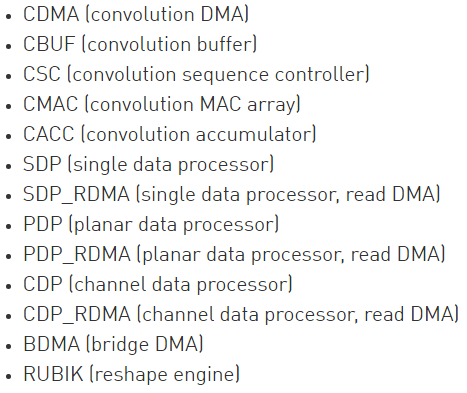 • CDMA (convolution DMA)
• CBUF (convolution buffer)
• CSC (convolution sequence controller)
• CMAC (convolution MAC array)
• CACC (convolution accumulator)
• SDP (single data processor)
• SDP_RDMA (single data processor, read DMA)
• PDP (planar data processor)
• PDP_RDMA (planar data processor, read DMA)
• CDP (channel data processor)
• CDP_RDMA (channel data processor, read DMA)
• BDMA (bridge DMA)
• RUBIK (reshape engine)